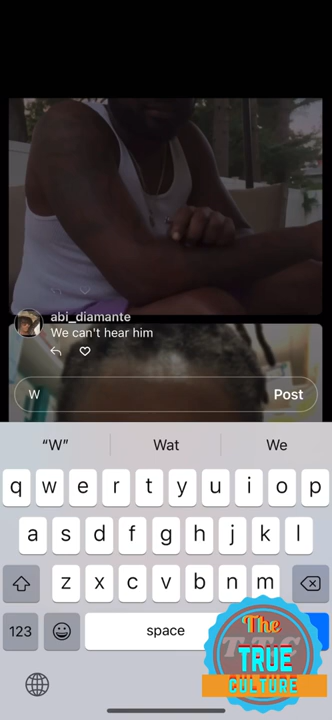 abi_diamante
We can't hear him
W
Post
“W”
Wat
We
q w e r t y u i o p
a s d f g h j k l
z x c v b n m
123
space
The
T.T.C
TRUE
CULTURE